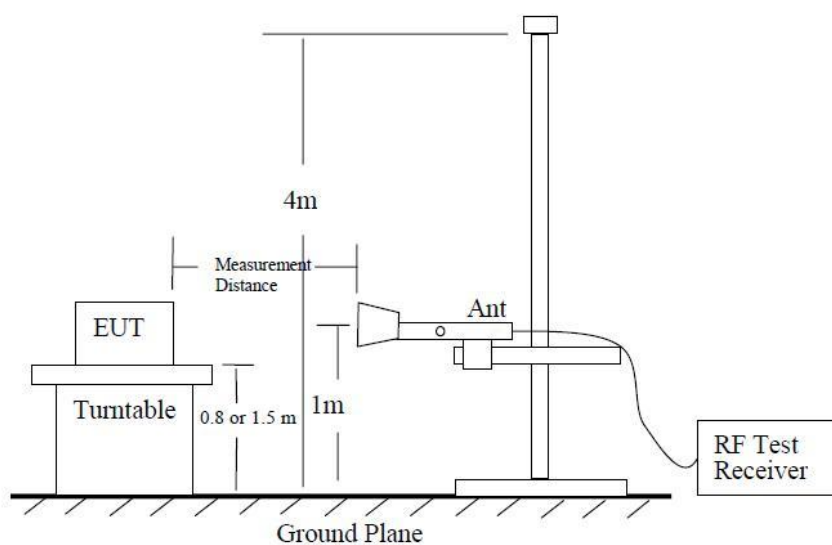 4m
Measurement
Distance
EUT
Ant
Turntable
0.8 or 1.5 m
1m
RF Test
Receiver
Ground Plane